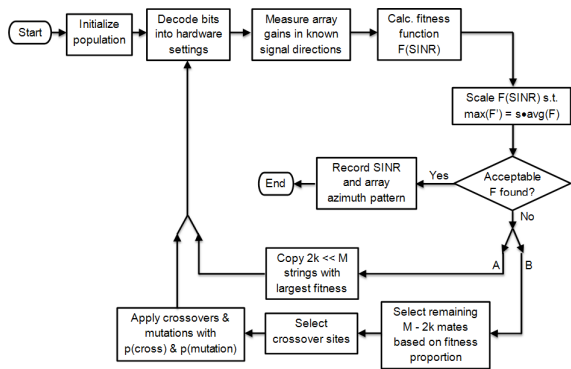 Start
Initialize
population
Decode bits
into hardware
settings
Measure array
gains in known
signal directions
Calc. fitness
function
F(SINR)
Scale F(SINR) s.t.
max(F') = s•avg(F)
Acceptable
F found?
Yes
Record SINR
and array
azimuth pattern
End
No
A
B
Copy 2k << M
strings with
largest fitness
Select remaining
M - 2k mates
based on fitness
proportion
Select
crossover sites
Apply crossovers &
mutations with
p(cross) & p(mutation)